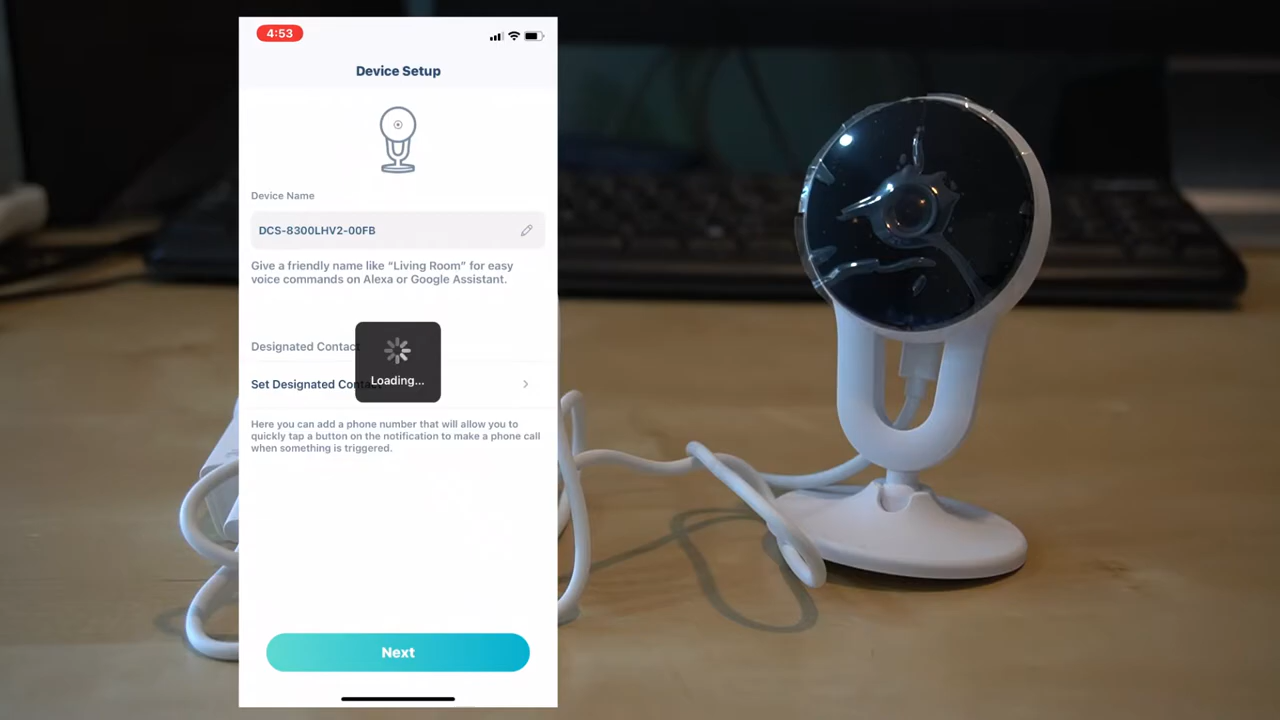 4:53
Device Setup
Device Name
DCS-8300LHV2-00FB
Give a friendly name like “Living Room” for easy
voice commands on Alexa or Google Assistant.
Designated Contact
Loading...
Set Designated Contact
Here you can add a phone number that will allow you to
quickly tap a button on the notification to make a phone call
when something is triggered.
Next